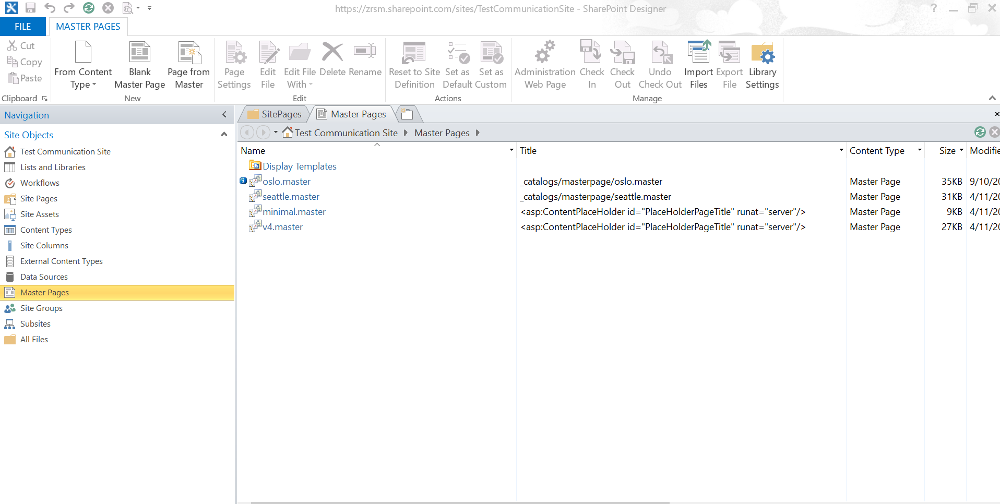 https://zrsm.sharepoint.com/sites/TestCommunicationSite - SharePoint Designer
?
FILE
MASTER PAGES
Cut
Copy
Paste
Clipboard
From Content Type
Blank Master Page
Page from Master
New
Page Settings
Edit File
Edit File With
Delete
Rename
Edit
Reset to Site Definition
Set as Default
Set as Custom
Actions
Administration Web Page
Check In
Check Out
Undo Check Out
Import Files
Export File
Library Settings
Manage
Navigation
Site Objects
Test Communication Site
Lists and Libraries
Workflows
Site Pages
Site Assets
Content Types
Site Columns
External Content Types
Data Sources
Master Pages
Site Groups
Subsites
All Files
SitePages
Master Pages
Test Communication Site
Master Pages
Name Title Content Type Size Modifie
Display Templates
oslo.master _catalogs/masterpage/oslo.master Master Page 35KB 9/10/20
seattle.master _catalogs/masterpage/seattle.master Master Page 31KB 4/11/20
minimal.master <asp:ContentPlaceHolder id="PlaceHolderPageTitle" runat="server"/> Master Page 9KB 4/11/20
v4.master <asp:ContentPlaceHolder id="PlaceHolderPageTitle" runat="server"/> Master Page 27KB 4/11/20